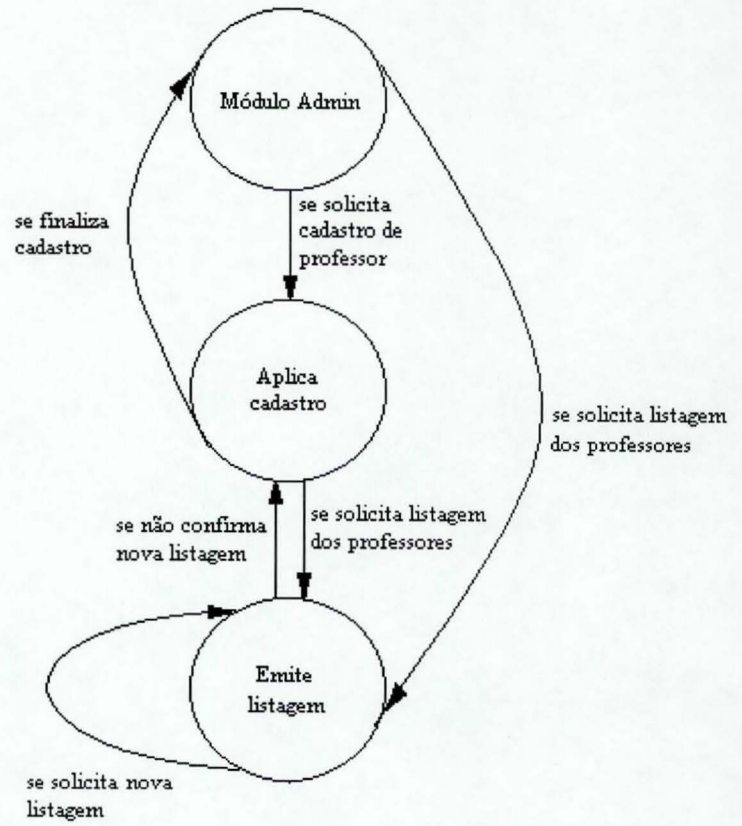 Módulo Admin
se solicita
cadastro de
professor
se finaliza
cadastro
Aplica
cadastro
se solicita listagem
dos professores
se não confirma
nova listagem
se solicita listagem
dos professores
Emite
listagem
se solicita nova
listagem